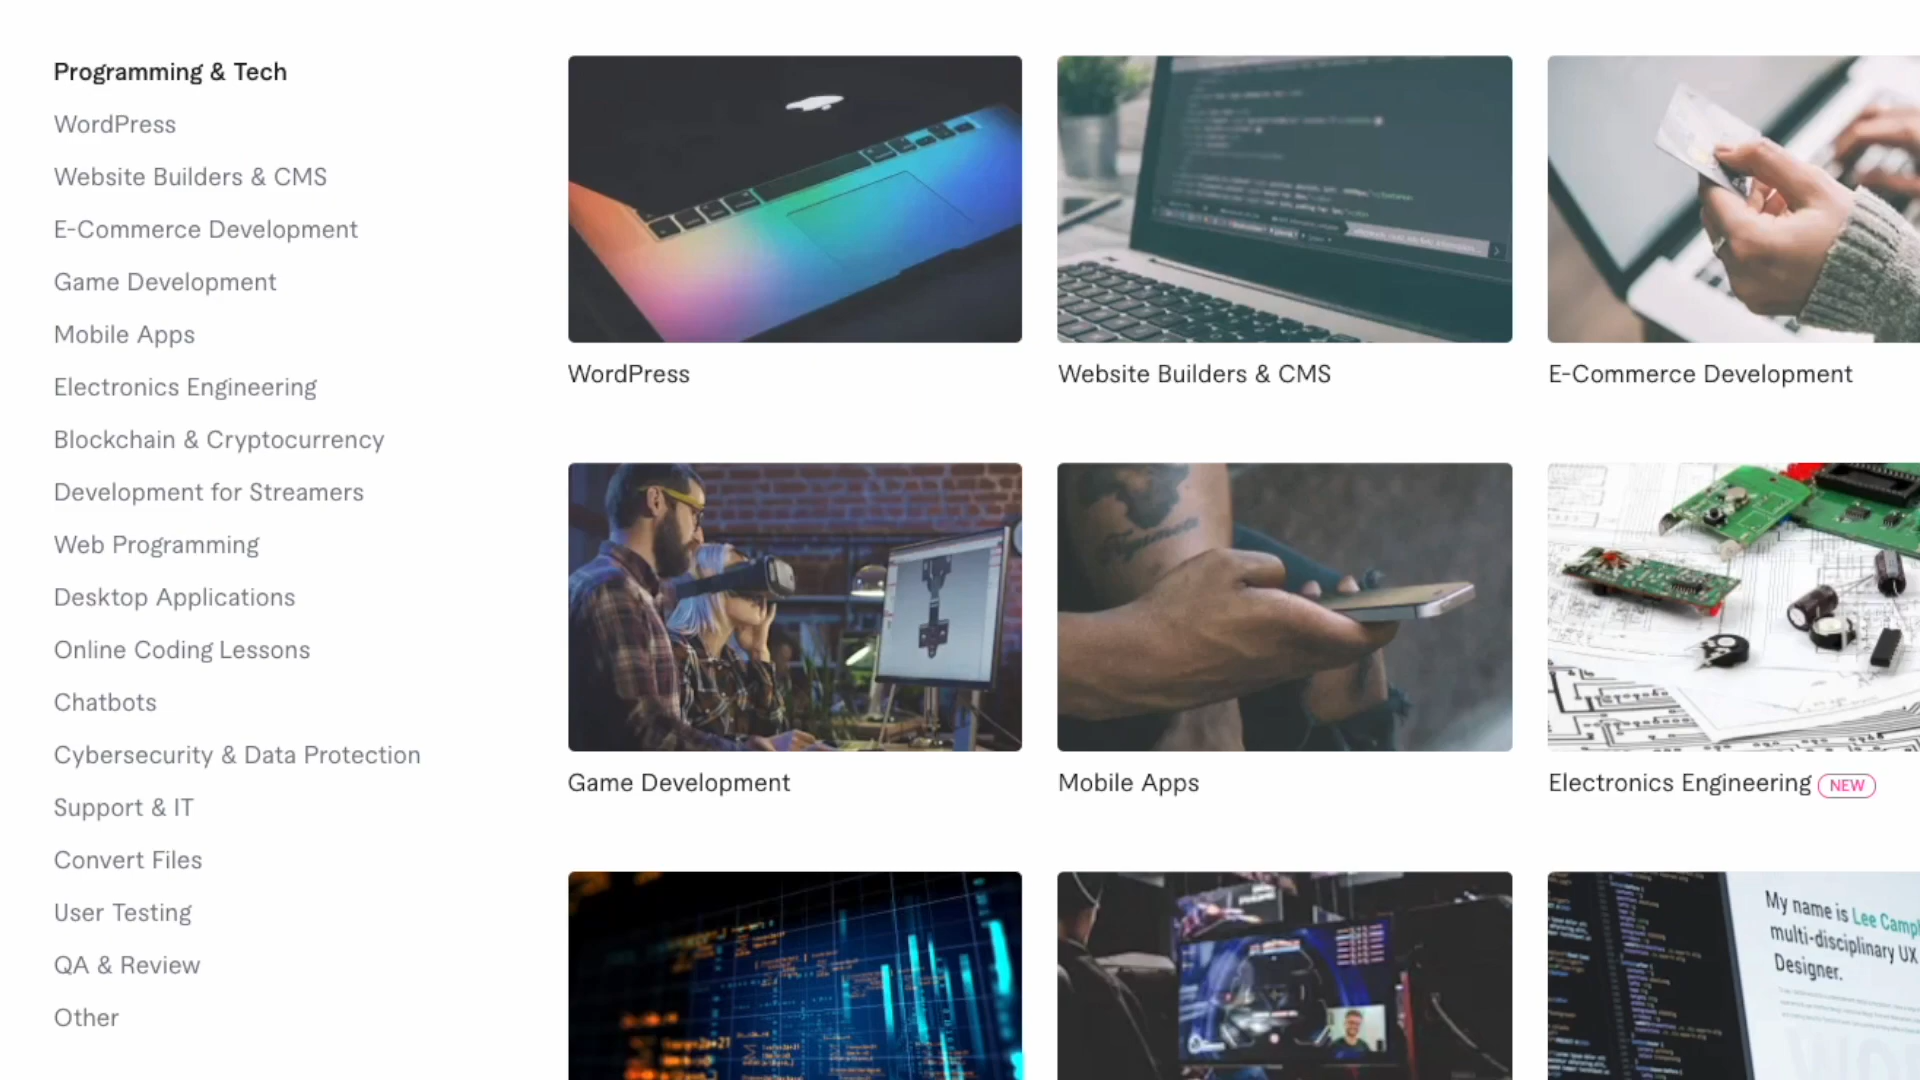 Programming & Tech
WordPress
Website Builders & CMS
E-Commerce Development
Game Development
Mobile Apps
Electronics Engineering
Blockchain & Cryptocurrency
Development for Streamers
Web Programming
Desktop Applications
Online Coding Lessons
Chatbots
Cybersecurity & Data Protection
Support & IT
Convert Files
User Testing
QA & Review
Other
WordPress
Website Builders & CMS
E-Commerce Development
Game Development
Mobile Apps
Electronics Engineering NEW
My name is Lee Camp
multi-disciplinary UX
Designer.